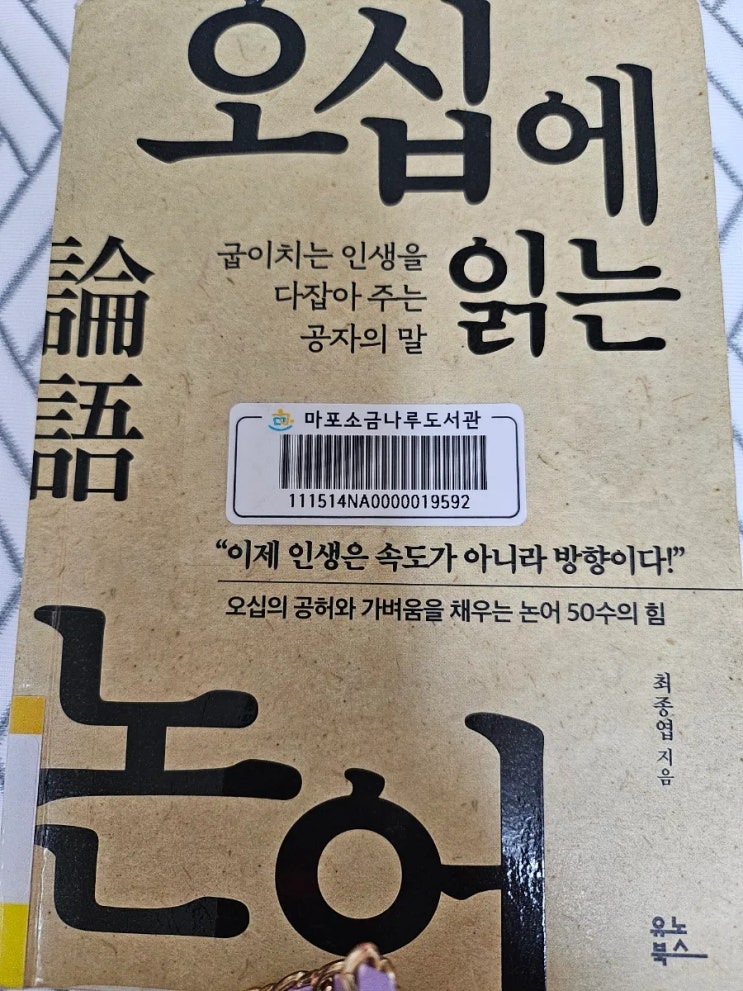 오십에
읽는
굽이치는 인생을
다잡아 주는
공자의 말
論
語
마포소금나루도서관
111514NA0000019592
“이제 인생은 속도가 아니라 방향이다!”
오십의 공허와 가벼움을 채우는 논어 50수의 힘
논어
최종엽 지음
유노
북스